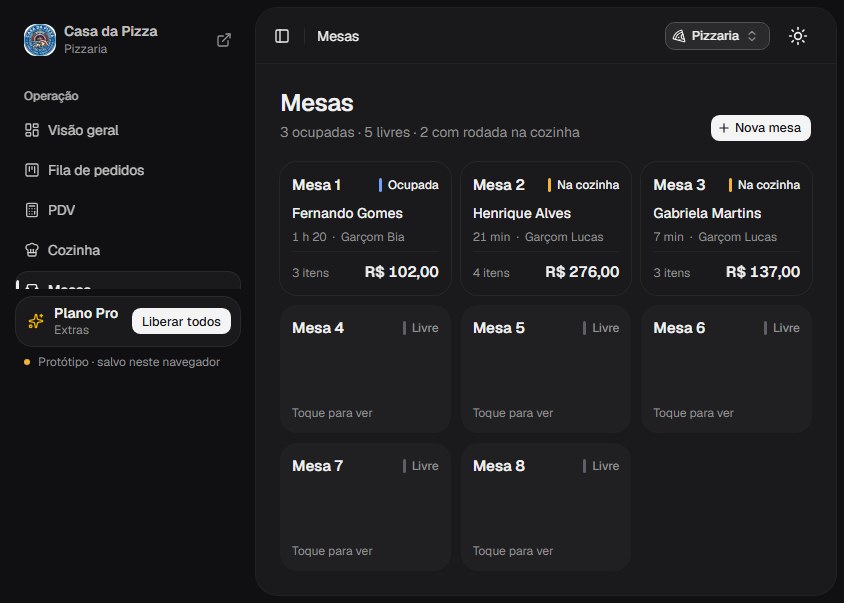 Casa da Pizza
Pizzaria
Operação
Visão geral
Fila de pedidos
PDV
Cozinha
Mesas
Plano Pro
Extras
Liberar todos
Protótipo · salvo neste navegador
Mesas
Pizzaria
Mesas
3 ocupadas · 5 livres · 2 com rodada na cozinha
+ Nova mesa
Mesa 1 Ocupada
Fernando Gomes
1 h 20 · Garçom Bia
3 itens R$ 102,00
Mesa 2 Na cozinha
Henrique Alves
21 min · Garçom Lucas
4 itens R$ 276,00
Mesa 3 Na cozinha
Gabriela Martins
7 min · Garçom Lucas
3 itens R$ 137,00
Mesa 4 Livre
Toque para ver
Mesa 5 Livre
Toque para ver
Mesa 6 Livre
Toque para ver
Mesa 7 Livre
Toque para ver
Mesa 8 Livre
Toque para ver